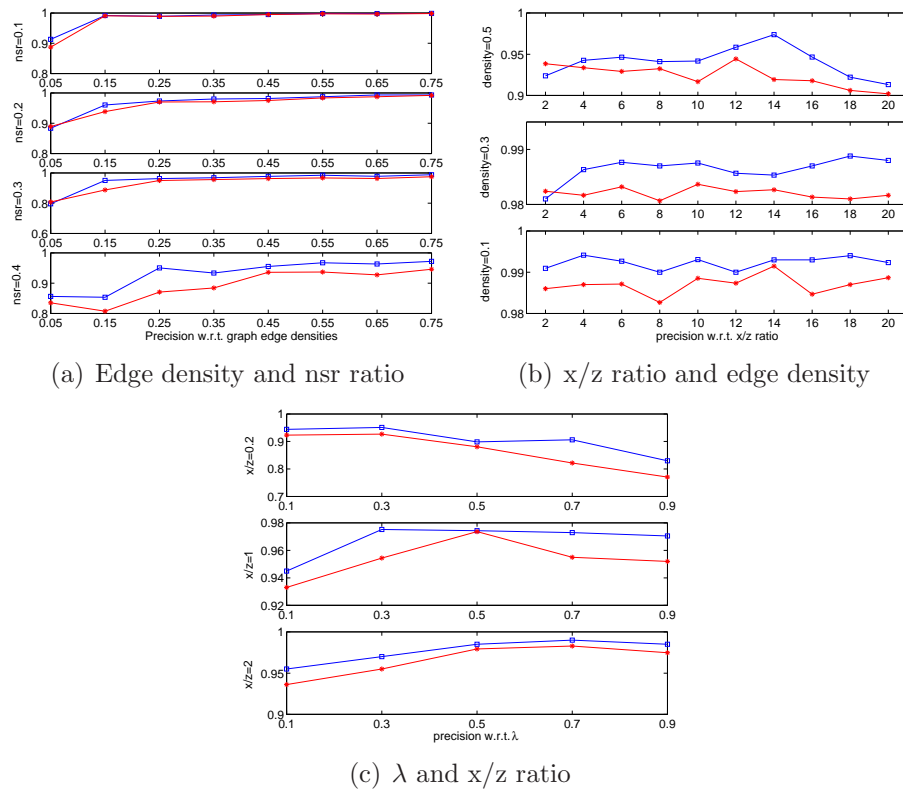 nsr=0.1
1
0.9
0.8
0.05 0.15 0.25 0.35 0.45 0.55 0.65 0.75
nsr=0.2
1
0.9
0.8
0.05 0.15 0.25 0.35 0.45 0.55 0.65 0.75
nsr=0.3
1
0.8
0.6
0.05 0.15 0.25 0.35 0.45 0.55 0.65 0.75
nsr=0.4
1
0.9
0.8
0.05 0.15 0.25 0.35 0.45 0.55 0.65 0.75
Precision w.r.t. graph edge densities
(a) Edge density and nsr ratio
density=0.5
1
0.95
0.9
2 4 6 8 10 12 14 16 18 20
density=0.3
0.99
0.98
2 4 6 8 10 12 14 16 18 20
density=0.1
1
0.99
0.98
2 4 6 8 10 12 14 16 18 20
precision w.r.t. x/z ratio
(b) x/z ratio and edge density
x/z=0.2
1
0.9
0.8
0.7
0.1 0.3 0.5 0.7 0.9
x/z=1
0.98
0.96
0.94
0.92
0.1 0.3 0.5 0.7 0.9
x/z=2
1
0.95
0.9
0.1 0.3 0.5 0.7 0.9
precision w.r.t. λ
(c) λ and x/z ratio